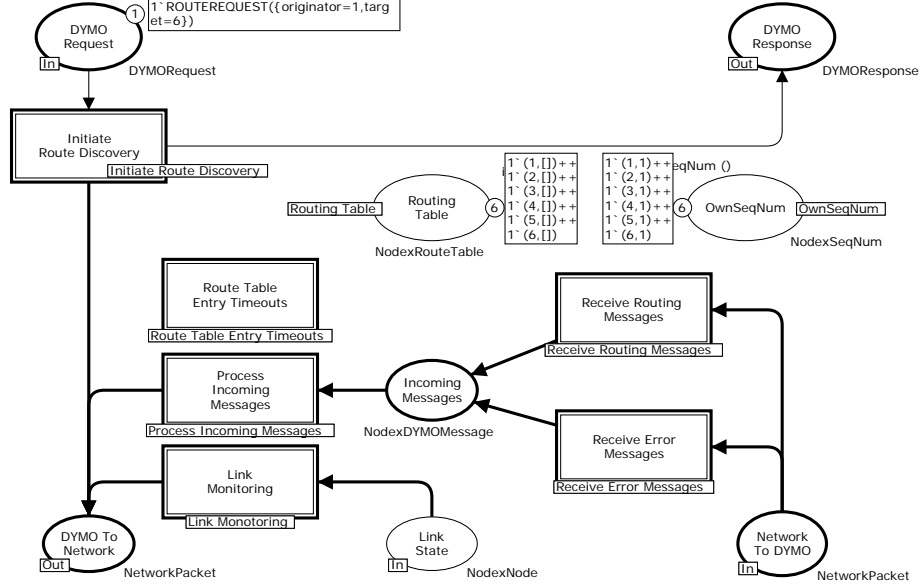 1`ROUTEREQUEST({originator=1,targ
et=6})
1
DYMO
Request
In
DYMORequest
DYMO
Response
Out
DYMOResponse
Initiate
Route Discovery
Initiate Route Discovery
Routing Table
Routing
Table
6
NodexRouteTable
1`(1,[])++
1`(2,[])++
1`(3,[])++
1`(4,[])++
1`(5,[])++
1`(6,[])
1`(1,1)++
1`(2,1)++
1`(3,1)++
1`(4,1)++
1`(5,1)++
1`(6,1)
eqNum ()
6
OwnSeqNum
OwnSeqNum
NodexSeqNum
Route Table
Entry Timeouts
Route Table Entry Timeouts
Receive Routing
Messages
Receive Routing Messages
Process
Incoming
Messages
Process Incoming Messages
Incoming
Messages
NodexDYMOMessage
Receive Error
Messages
Receive Error Messages
Link
Monitoring
Link Monotoring
DYMO To
Network
Out
NetworkPacket
Link
State
In
NodexNode
Network
To DYMO
In
NetworkPacket